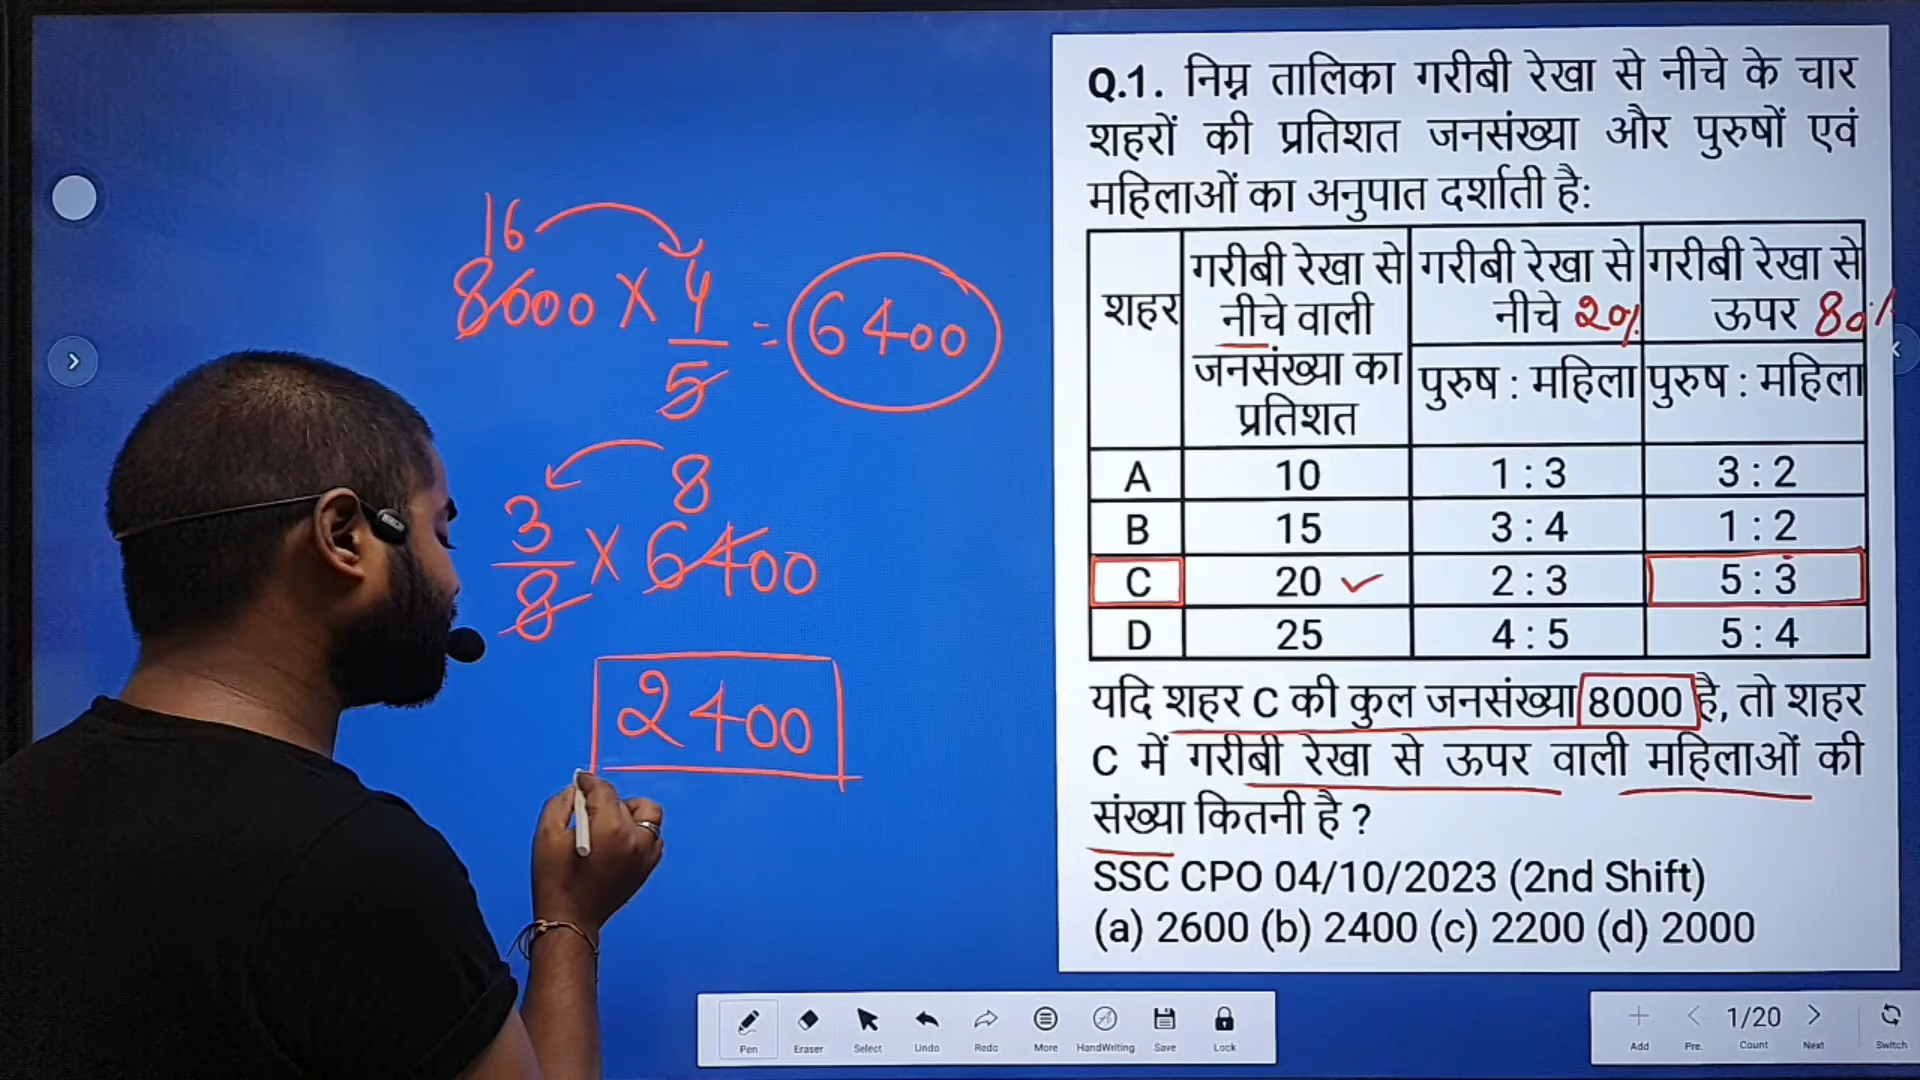 16
8000 × 4/5 = 6400
8
3/8 × 6400
2400
Q.1. निम्न तालिका गरीबी रेखा से नीचे के चार
शहरों की प्रतिशत जनसंख्या और पुरुषों एवं
महिलाओं का अनुपात दर्शाती है:
शहर गरीबी रेखा से नीचे वाली जनसंख्या का प्रतिशत गरीबी रेखा से नीचे 20% गरीबी रेखा से ऊपर 80%
पुरुष : महिला पुरुष : महिला
A 10 1 : 3 3 : 2
B 15 3 : 4 1 : 2
C 20 ✓ 2 : 3 5 : 3
D 25 4 : 5 5 : 4
यदि शहर C की कुल जनसंख्या 8000 है, तो शहर
C में गरीबी रेखा से ऊपर वाली महिलाओं की
संख्या कितनी है ?
SSC CPO 04/10/2023 (2nd Shift)
(a) 2600 (b) 2400 (c) 2200 (d) 2000
Pen Eraser Select Undo Redo More HandWriting Save Lock
1/20
Add Pre. Count Next Switch